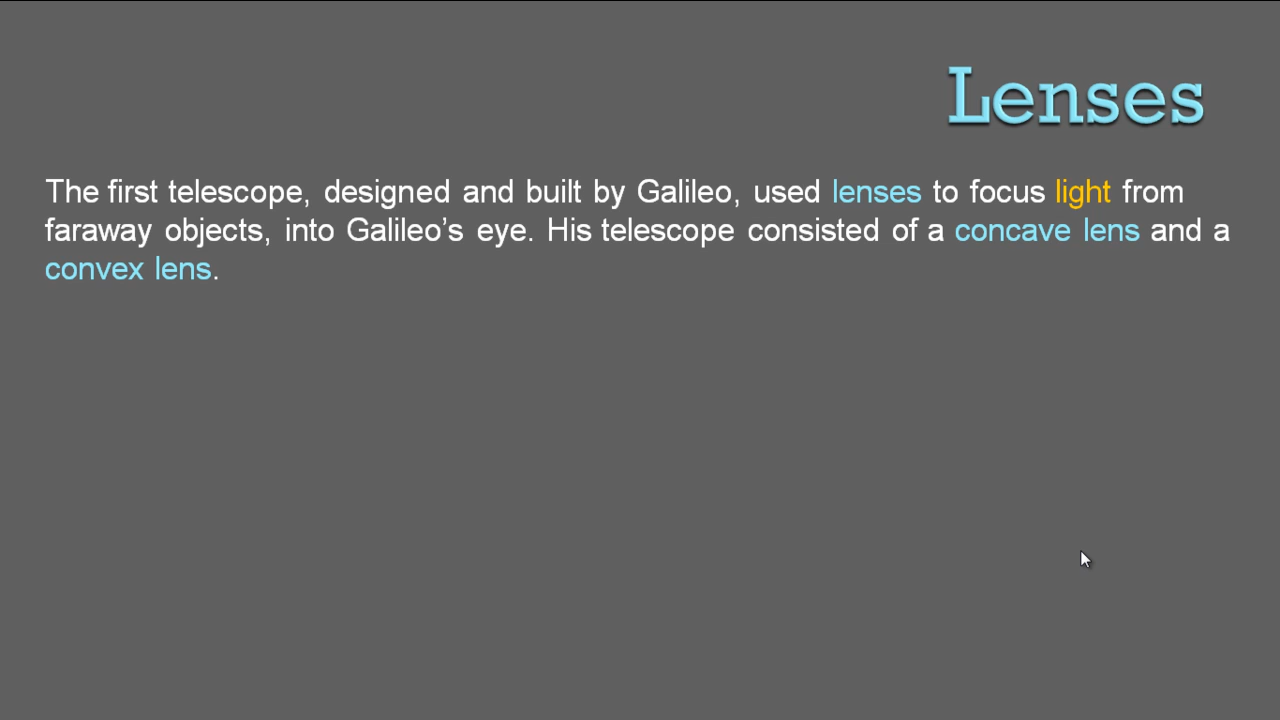 Lenses
The first telescope, designed and built by Galileo, used lenses to focus light from
faraway objects, into Galileo’s eye. His telescope consisted of a concave lens and a
convex lens.